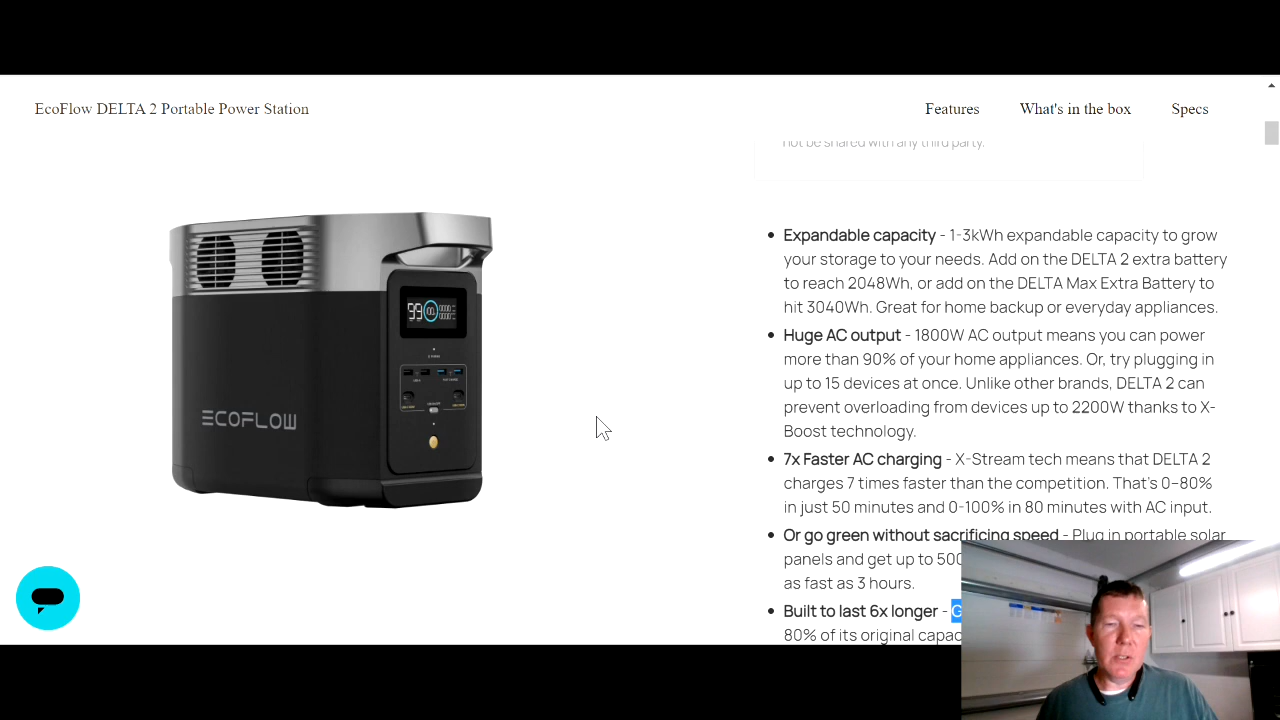 EcoFlow DELTA 2 Portable Power Station
Features
What's in the box
Specs
not be shared with any third party.
Expandable capacity - 1-3kWh expandable capacity to grow
your storage to your needs. Add on the DELTA 2 extra battery
to reach 2048Wh, or add on the DELTA Max Extra Battery to
hit 3040Wh. Great for home backup or everyday appliances.
Huge AC output - 1800W AC output means you can power
more than 90% of your home appliances. Or, try plugging in
up to 15 devices at once. Unlike other brands, DELTA 2 can
prevent overloading from devices up to 2200W thanks to X-
Boost technology.
7x Faster AC charging - X-Stream tech means that DELTA 2
charges 7 times faster than the competition. That's 0-80%
in just 50 minutes and 0-100% in 80 minutes with AC input.
Or go green without sacrificing speed - Plug in portable solar
panels and get up to 500
as fast as 3 hours.
Built to last 6x longer - G
80% of its original capac
99
ECOFLOW